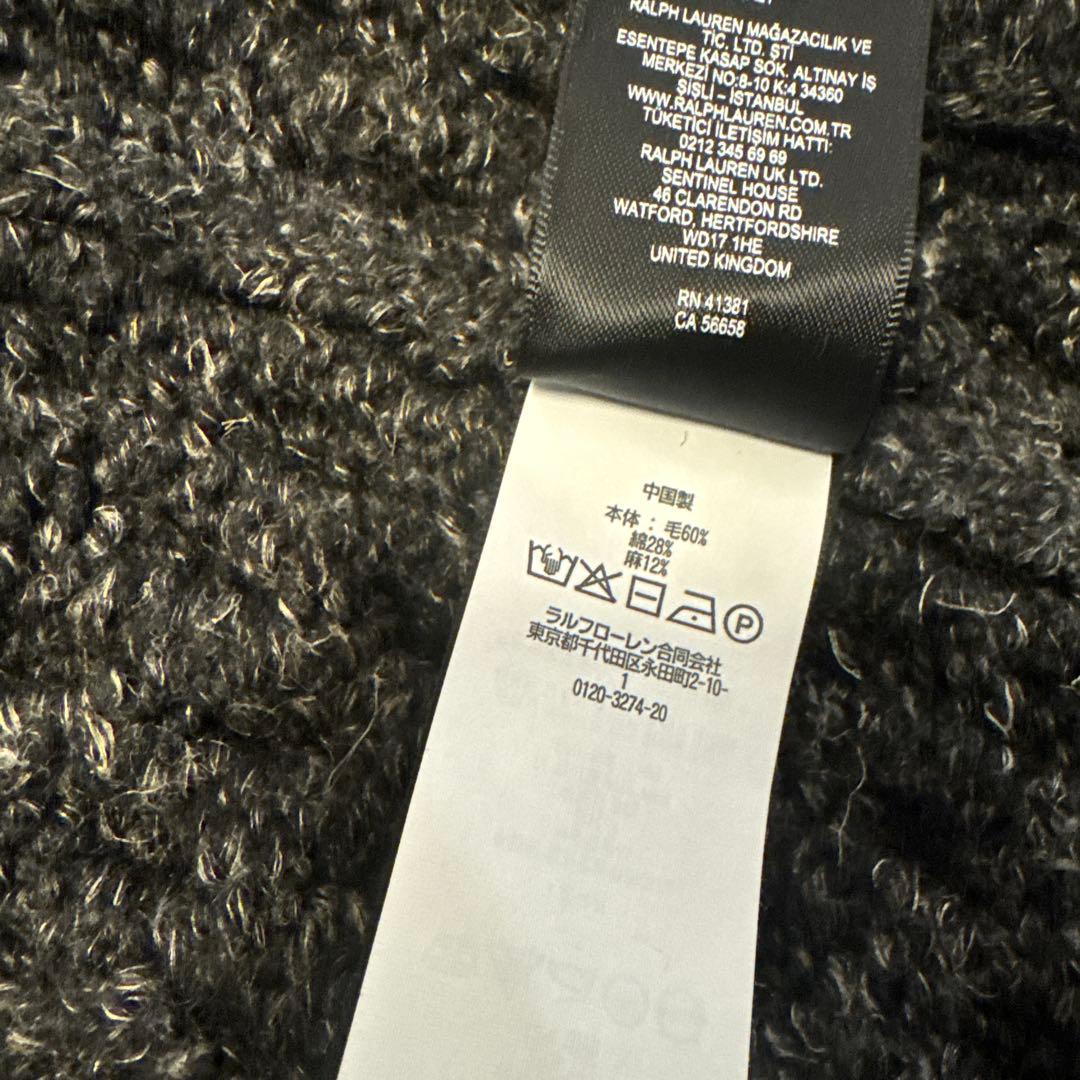 RALPH LAUREN MAĞAZACILIK VE
TİC. LTD. ŞTİ
ESENTEPE KASAP SOK. ALTINAY İŞ
MERKEZİ NO:8-10 K:4 34360
ŞİŞLİ – İSTANBUL
WWW.RALPHLAUREN.COM.TR
TÜKETİCİ İLETİŞİM HATTI:
0212 345 69 69
RALPH LAUREN UK LTD.
SENTINEL HOUSE
46 CLARENDON RD
WATFORD, HERTFORDSHIRE
WD17 1HE
UNITED KINGDOM
RN 41381
CA 56658
中国製
本体：毛60%
綿28%
麻12%
P
ラルフローレン合同会社
東京都千代田区永田町2-10-
1
0120-3274-20